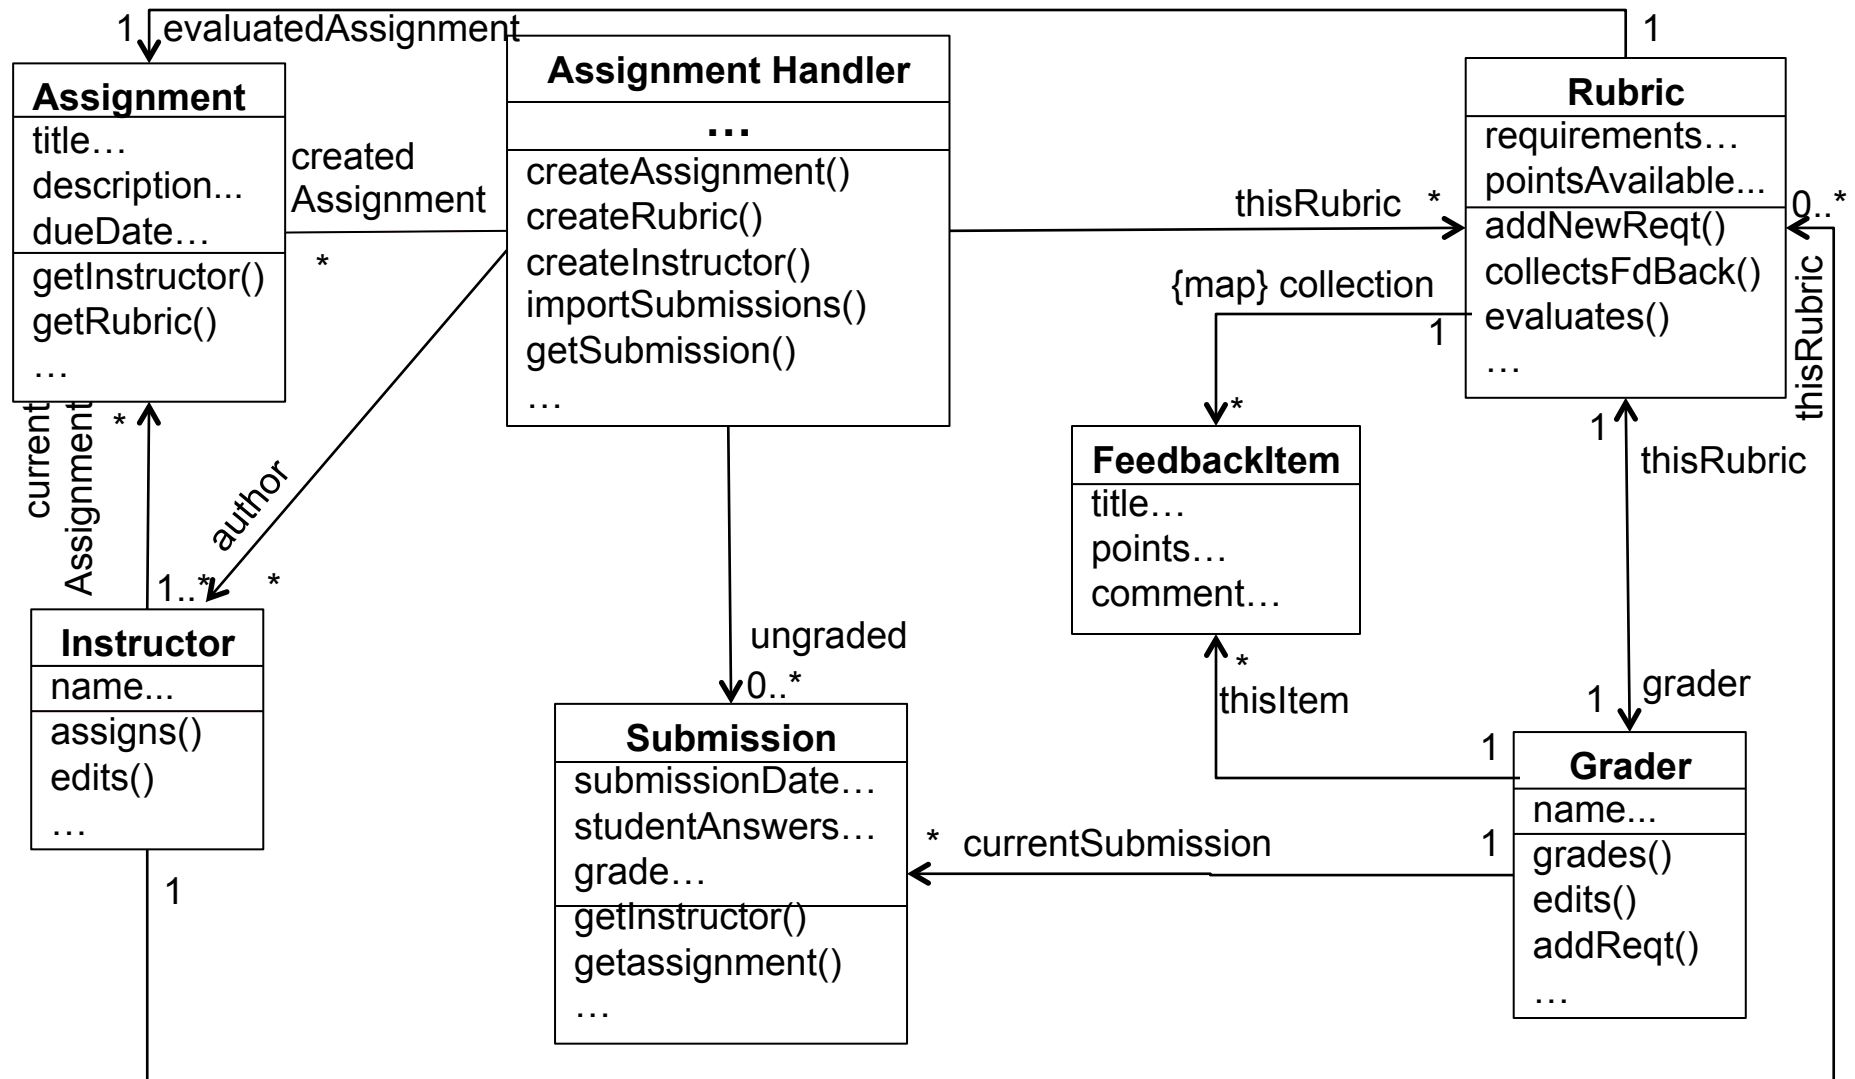 1
evaluatedAssignment
1
Assignment
title…
description...
dueDate…
getInstructor()
getRubric()
…
created
Assignment
*
Assignment Handler
…
createAssignment()
createRubric()
createInstructor()
importSubmissions()
getSubmission()
…
thisRubric
*
Rubric
requirements…
pointsAvailable...
addNewReqt()
collectsFdBack()
evaluates()
…
0..*
thisRubric
{map} collection
1
*
current
Assignment
*
author
1..*
*
Instructor
name...
assigns()
edits()
…
1
ungraded
0..*
Submission
submissionDate…
studentAnswers…
grade…
getInstructor()
getassignment()
…
FeedbackItem
title…
points…
comment…
*
thisItem
1
1
thisRubric
1
grader
Grader
name...
grades()
edits()
addReqt()
…
*
currentSubmission
1